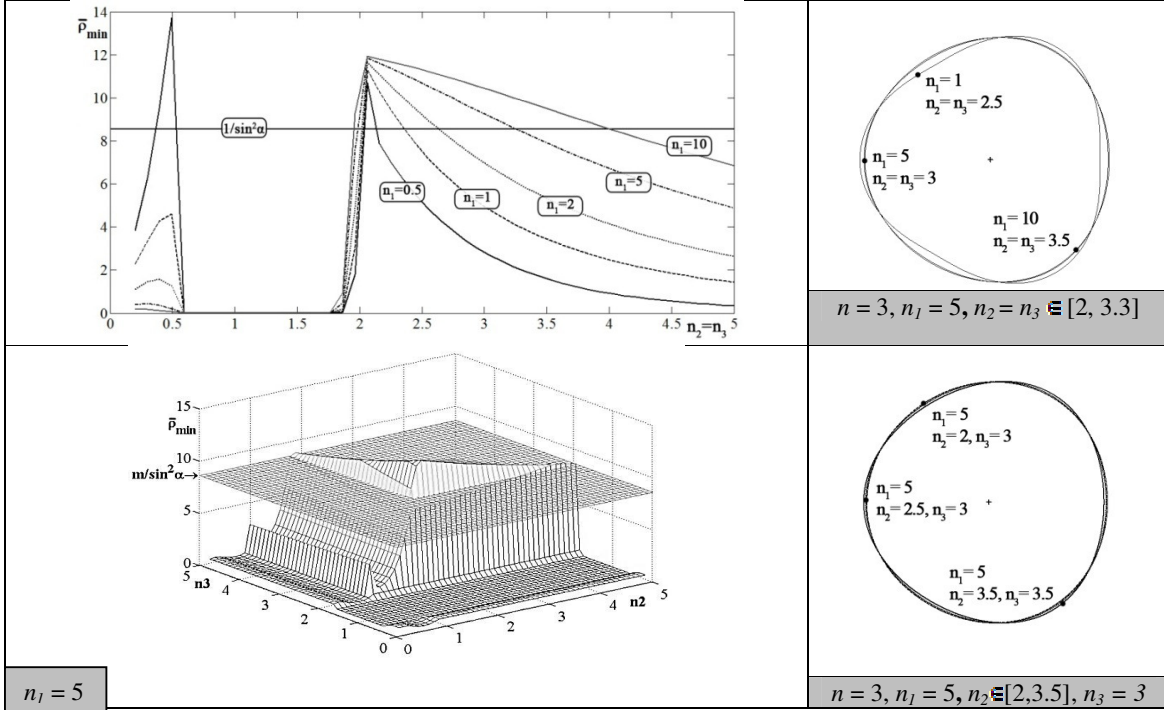 ρ̄min
14
12
10
8
6
4
2
0
1/sin²α
n₁=10
n₁=5
n₁=2
n₁=1
n₁=0.5
0 0.5 1 1.5 2 2.5 3 3.5 4 4.5 5
n₂=n₃
n₁= 1
n₂= n₃= 2.5
n₁= 5
n₂= n₃= 3
n₁= 10
n₂= n₃= 3.5
n = 3, n₁ = 5, n₂ = n₃ ∈ [2, 3.3]
15
ρ̄min
10
m/sin²α→
5
0
5
n3
4
3
2
1
0
0
1
2
3
4
5
n2
n₁ = 5
n₁= 5
n₂= 2, n₃= 3
n₁= 5
n₂= 2.5, n₃= 3
n₁= 5
n₂= 3.5, n₃= 3.5
n = 3, n₁ = 5, n₂∈[2,3.5], n₃ = 3